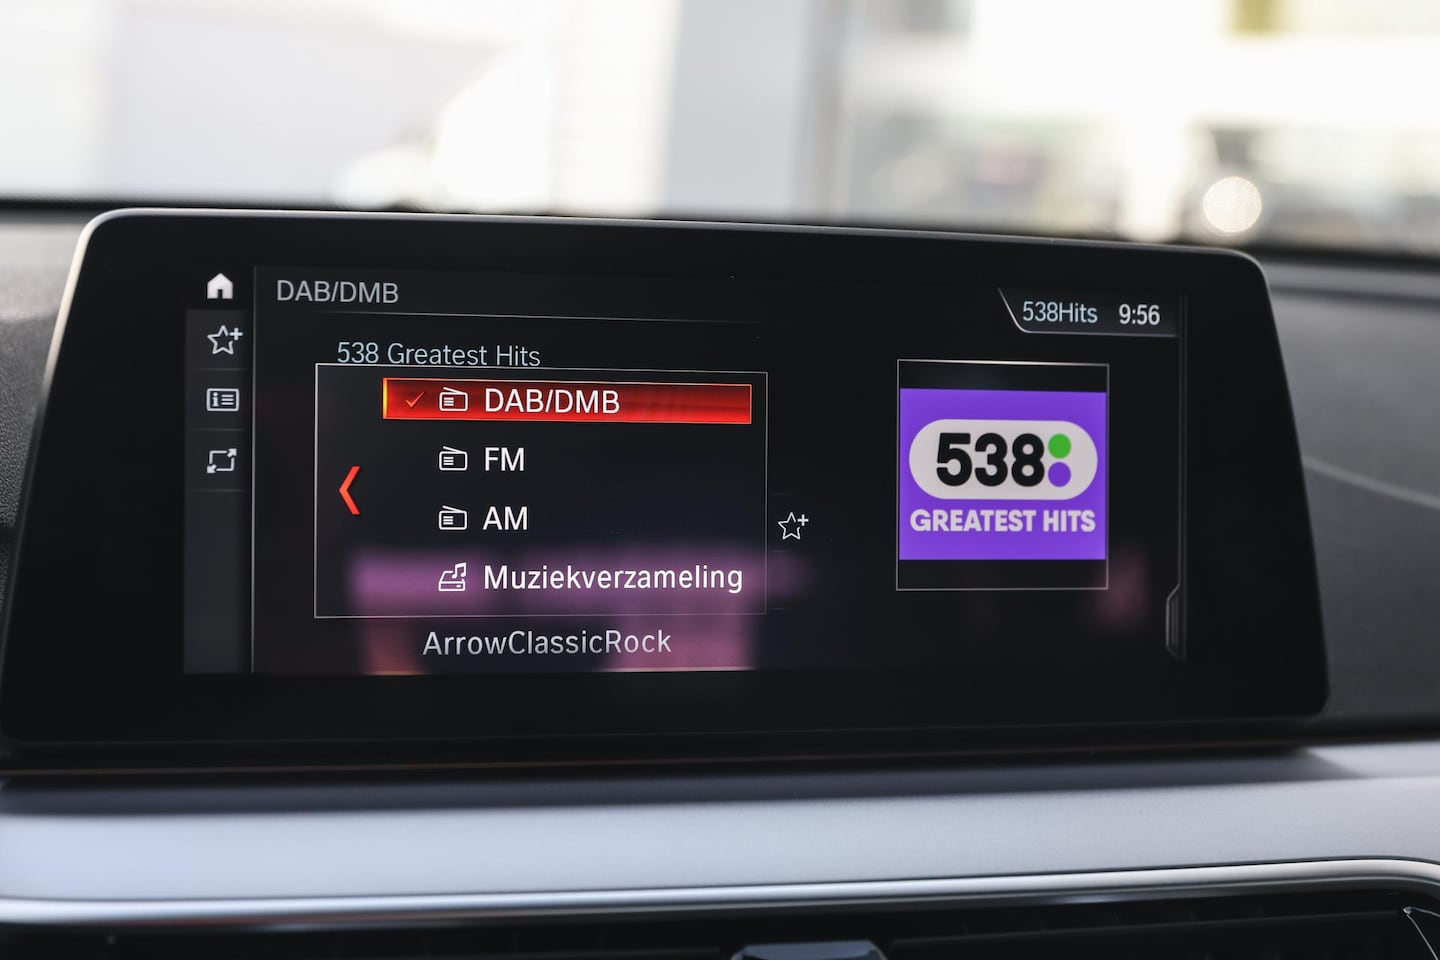 DAB/DMB
538Hits 9:56
538 Greatest Hits
DAB/DMB
FM
AM
Muziekverzameling
ArrowClassicRock
538
GREATEST HITS